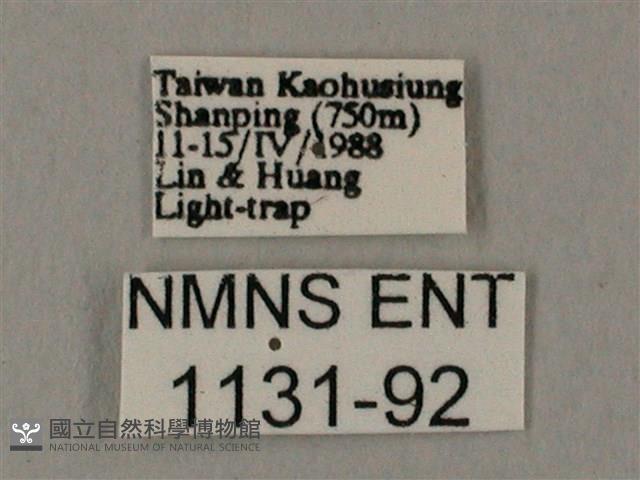 Taiwan Kaohusiung
Shanping (750m)
11-15/IV/1988
Lin & Huang
Light-trap
NMNS ENT
1131-92
國立自然科學博物館
NATIONAL MUSEUM OF NATURAL SCIENCE